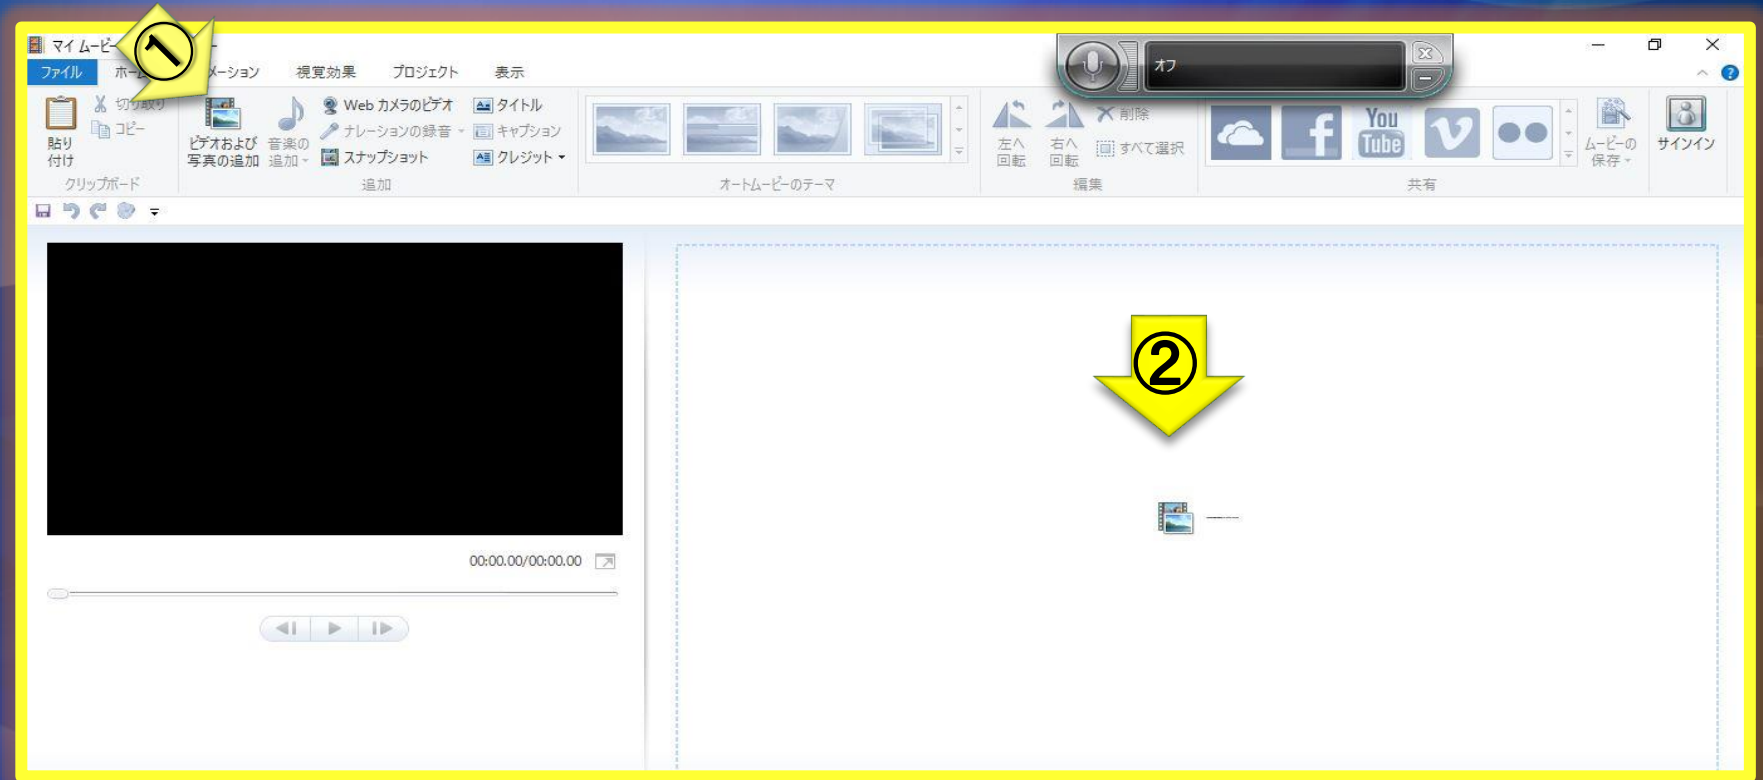 マイ ムービー
①
オフ
ファイル ホーム メーション 視覚効果 プロジェクト 表示
貼り
付け
切り取り
コピー
クリップボード
ビデオおよび
写真の追加
音楽の
追加
Web カメラのビデオ
ナレーションの録音
スナップショット
タイトル
キャプション
クレジット
追加
オートムービーのテーマ
左へ
回転
右へ
回転
削除
すべて選択
編集
f
You
Tube
V
共有
ムービーの
保存
サインイン
②
00:00.00/00:00.00